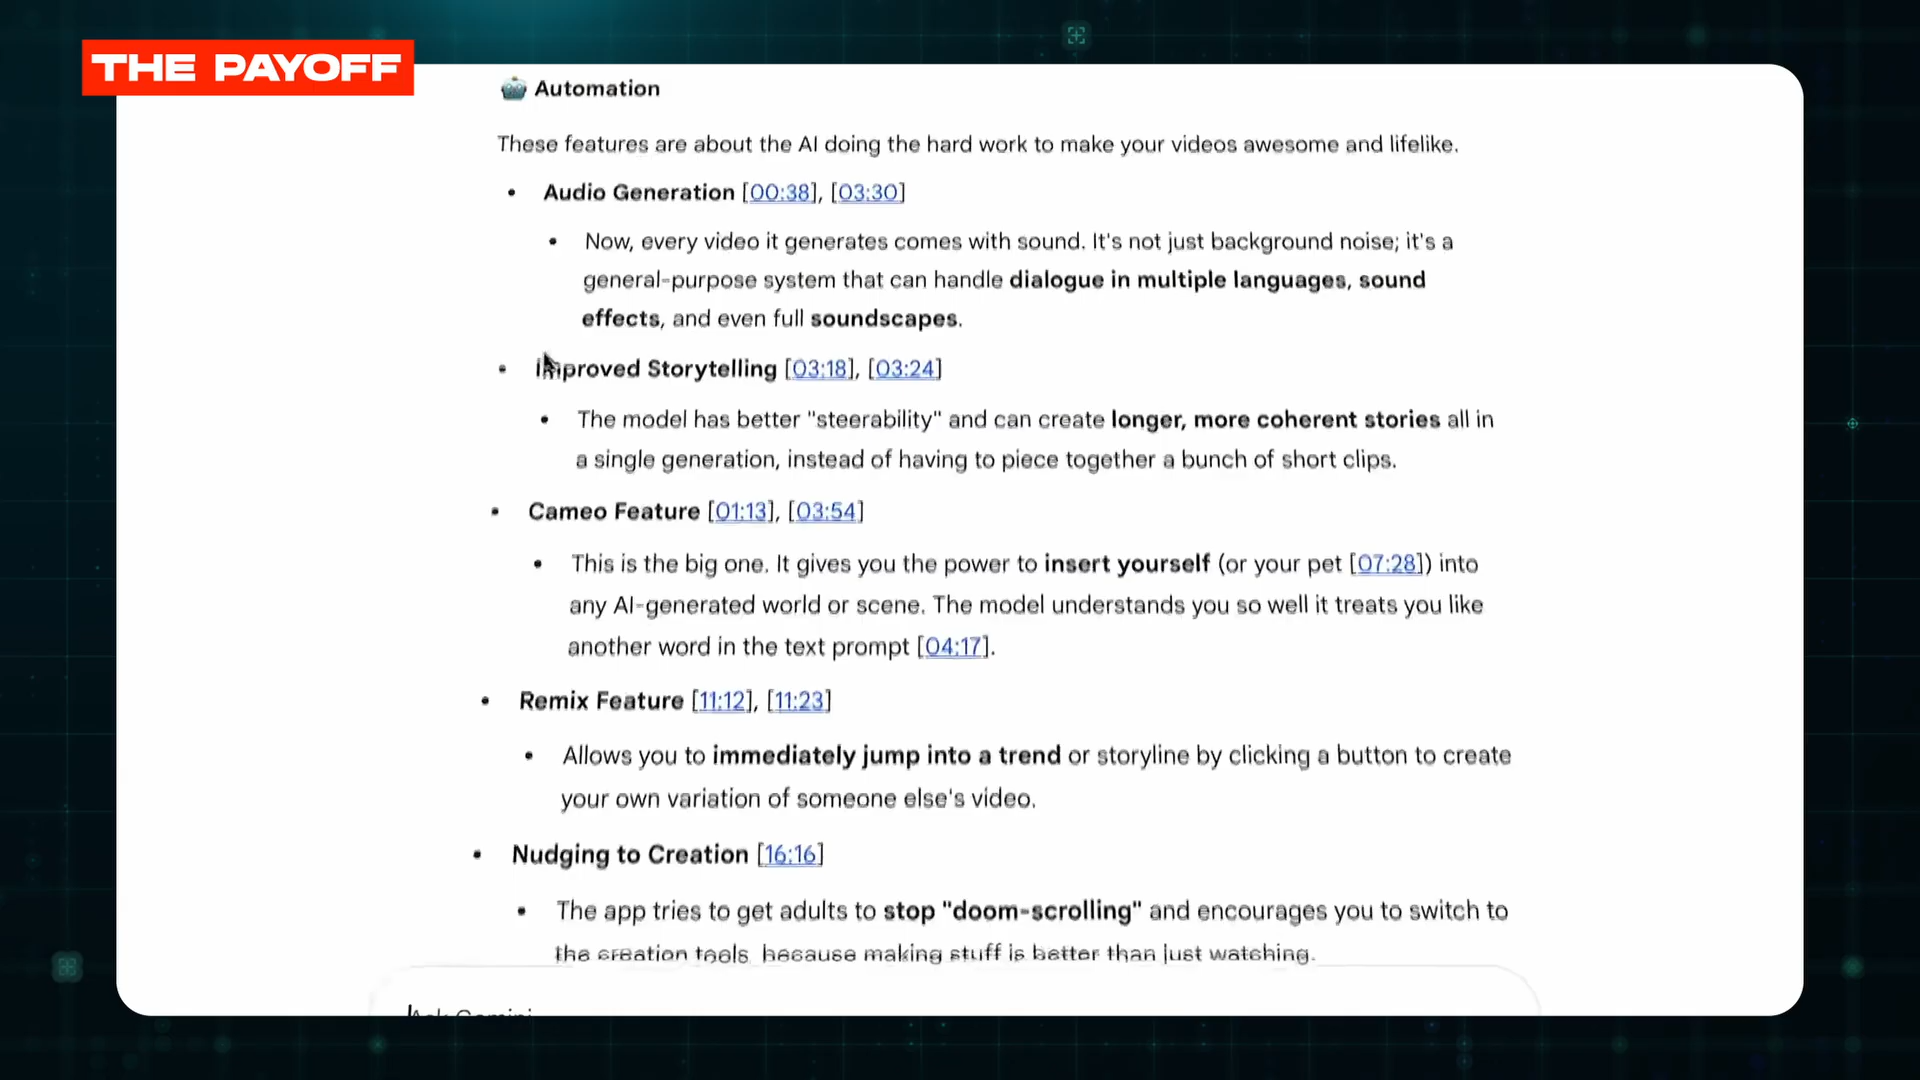 THE PAYOFF
Automation
These features are about the AI doing the hard work to make your videos awesome and lifelike.
• Audio Generation [00:38], [03:30]
• Now, every video it generates comes with sound. It's not just background noise; it's a
general-purpose system that can handle dialogue in multiple languages, sound
effects, and even full soundscapes.
• Improved Storytelling [03:18], [03:24]
• The model has better "steerability" and can create longer, more coherent stories all in
a single generation, instead of having to piece together a bunch of short clips.
• Cameo Feature [01:13], [03:54]
• This is the big one. It gives you the power to insert yourself (or your pet [07:28]) into
any AI-generated world or scene. The model understands you so well it treats you like
another word in the text prompt [04:17].
• Remix Feature [11:12], [11:23]
• Allows you to immediately jump into a trend or storyline by clicking a button to create
your own variation of someone else's video.
• Nudging to Creation [16:16]
• The app tries to get adults to stop "doom-scrolling" and encourages you to switch to
the creation tools, because making stuff is better than just watching.
Ask Gemini